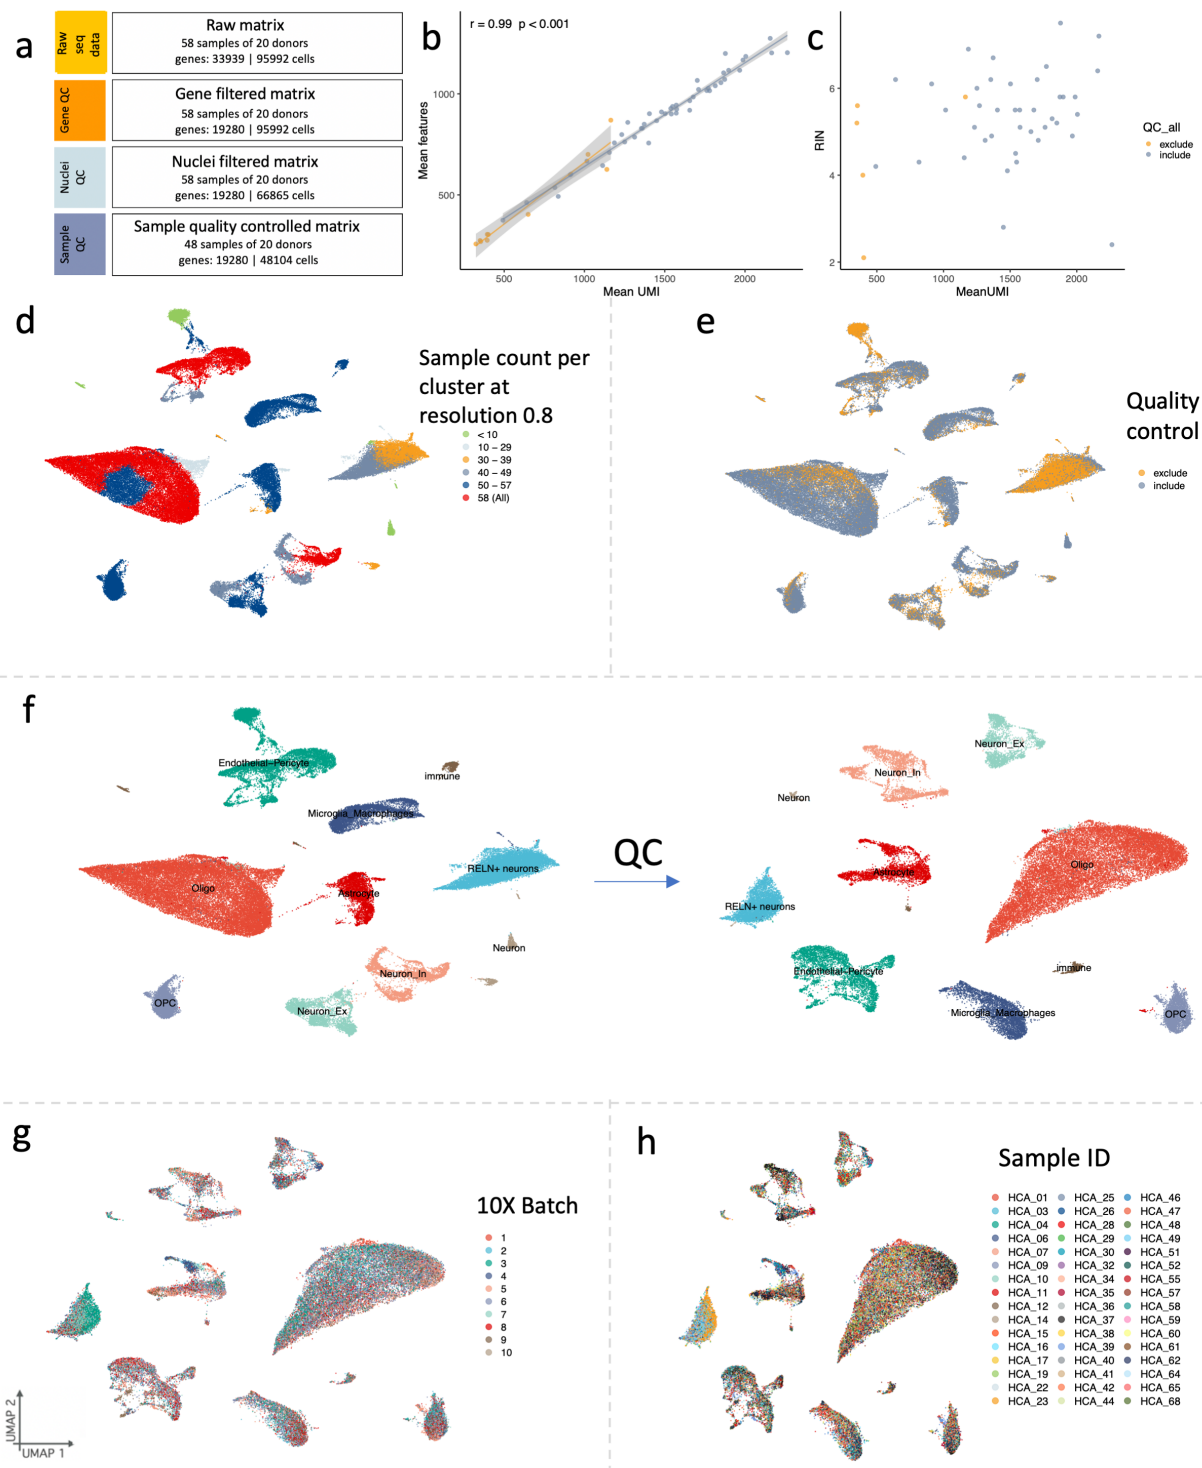 a
Raw
seq
data
Raw matrix
58 samples of 20 donors
genes: 33939 | 95992 cells
Gene QC
Gene filtered matrix
58 samples of 20 donors
genes: 19280 | 95992 cells
Nuclei
QC
Nuclei filtered matrix
58 samples of 20 donors
genes: 19280 | 66865 cells
Sample
QC
Sample quality controlled matrix
48 samples of 20 donors
genes: 19280 | 48104 cells
b
r = 0.99 p < 0.001
Mean features
1000
500
500 1000 1500 2000
Mean UMI
c
RIN
6
4
2
500 1000 1500 2000
MeanUMI
QC_all
exclude
include
d
Sample count per
cluster at
resolution 0.8
< 10
10 – 29
30 – 39
40 – 49
50 – 57
58 (All)
e
Quality
control
exclude
include
f
Endothelial-Pericyte
immune
Microglia_Macrophages
RELN+ neurons
Oligo
Astrocyte
Neuron
Neuron_In
OPC
Neuron_Ex
QC
Neuron_Ex
Neuron_In
Neuron
Oligo
Astrocyte
RELN+ neurons
Endothelial-Pericyte
immune
Microglia_Macrophages
OPC
g
10X Batch
1
2
3
4
5
6
7
8
9
10
UMAP 2
UMAP 1
h
Sample ID
HCA_01 HCA_25 HCA_46
HCA_03 HCA_26 HCA_47
HCA_04 HCA_28 HCA_48
HCA_06 HCA_29 HCA_49
HCA_07 HCA_30 HCA_51
HCA_09 HCA_32 HCA_52
HCA_10 HCA_34 HCA_55
HCA_11 HCA_35 HCA_57
HCA_12 HCA_36 HCA_58
HCA_14 HCA_37 HCA_59
HCA_15 HCA_38 HCA_60
HCA_16 HCA_39 HCA_61
HCA_17 HCA_40 HCA_62
HCA_19 HCA_41 HCA_64
HCA_22 HCA_42 HCA_65
HCA_23 HCA_44 HCA_68